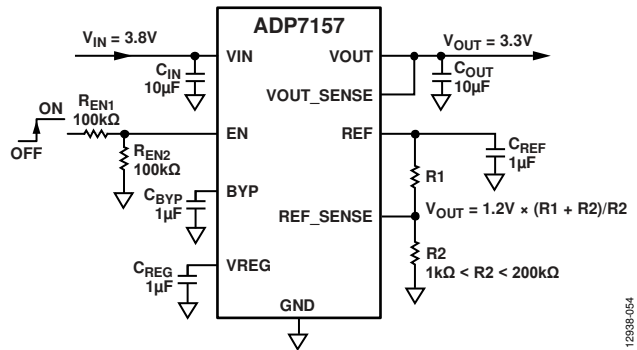 ADP7157
VIN = 3.8V
VIN
VOUT
VOUT = 3.3V
CIN
10µF
COUT
10µF
VOUT_SENSE
ON
OFF
REN1
100kΩ
EN
REF
REN2
100kΩ
CREF
1µF
R1
CBYP
1µF
BYP
REF_SENSE
VOUT = 1.2V × (R1 + R2)/R2
R2
1kΩ < R2 < 200kΩ
CREG
1µF
VREG
GND
12938-054